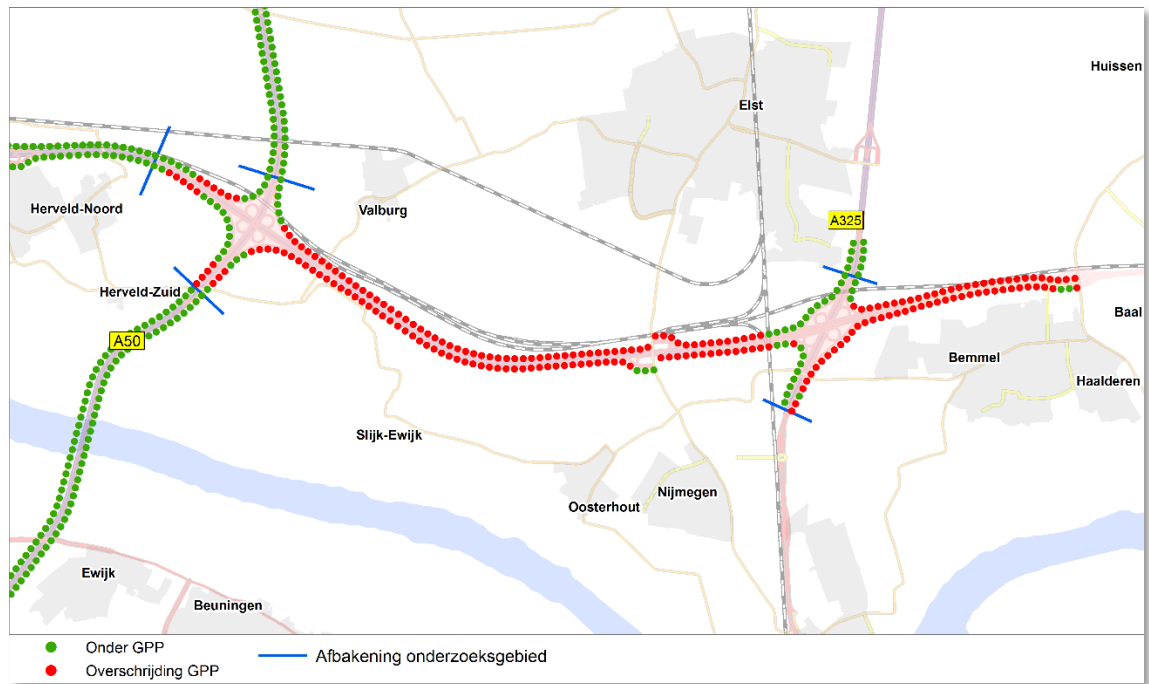 Huissen
Elst
Herveld-Noord
Valburg
A325
Herveld-Zuid
Baal
A50
Bemmel
Haalderen
Slijk-Ewijk
Nijmegen
Oosterhout
Ewijk
Beuningen
Onder GPP
Afbakening onderzoeksgebied
Overschrijding GPP